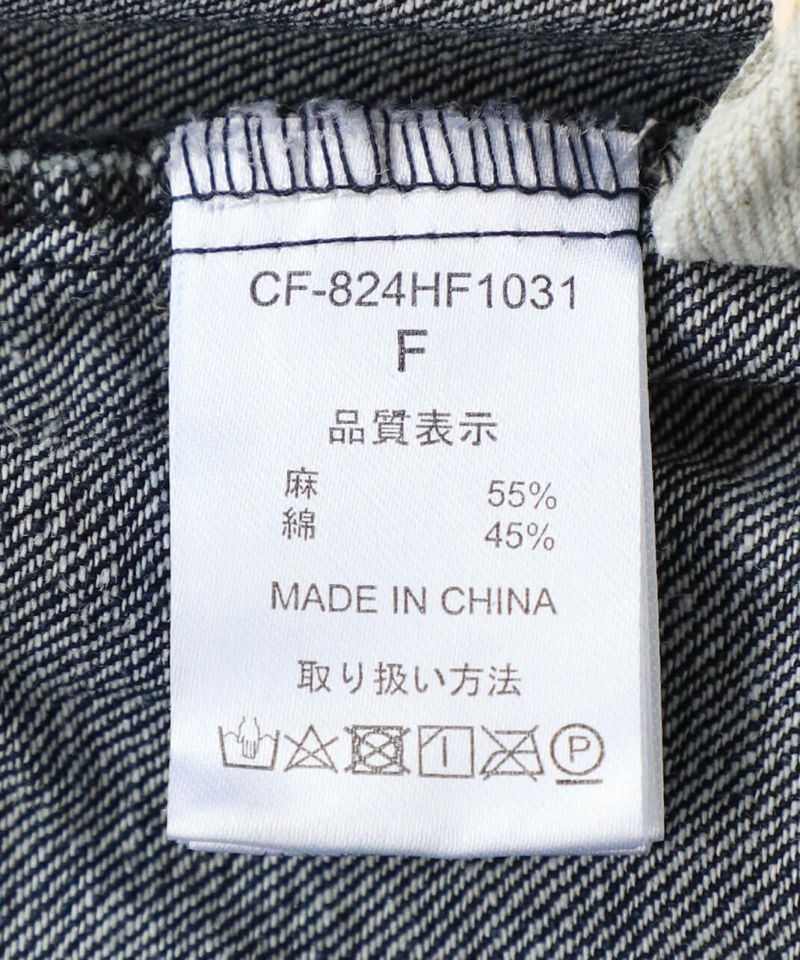 CF-824HF1031
F
品質表示
麻 55%
綿 45%
MADE IN CHINA
取り扱い方法
P